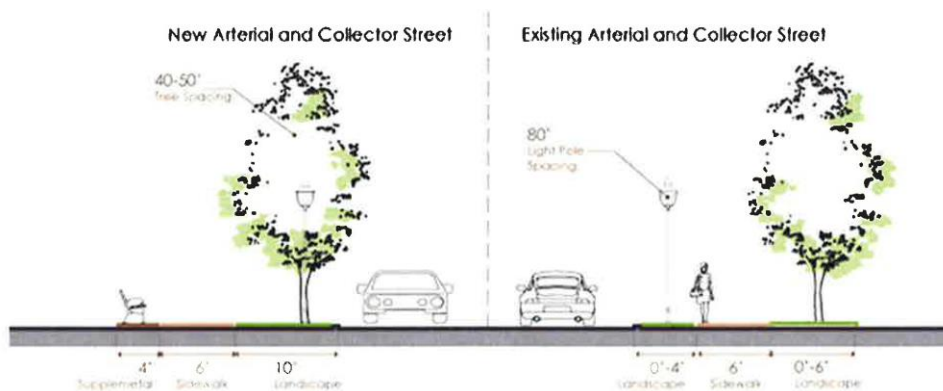 New Arterial and Collector Street
Existing Arterial and Collector Street
40-50'
Tree Spacing
80'
Light Pole
Spacing
4' 6' 10'
Supplemetal Sidewalk Landscape
0'-4' 6' 0'-6'
Landscape Sidewalk Landscape